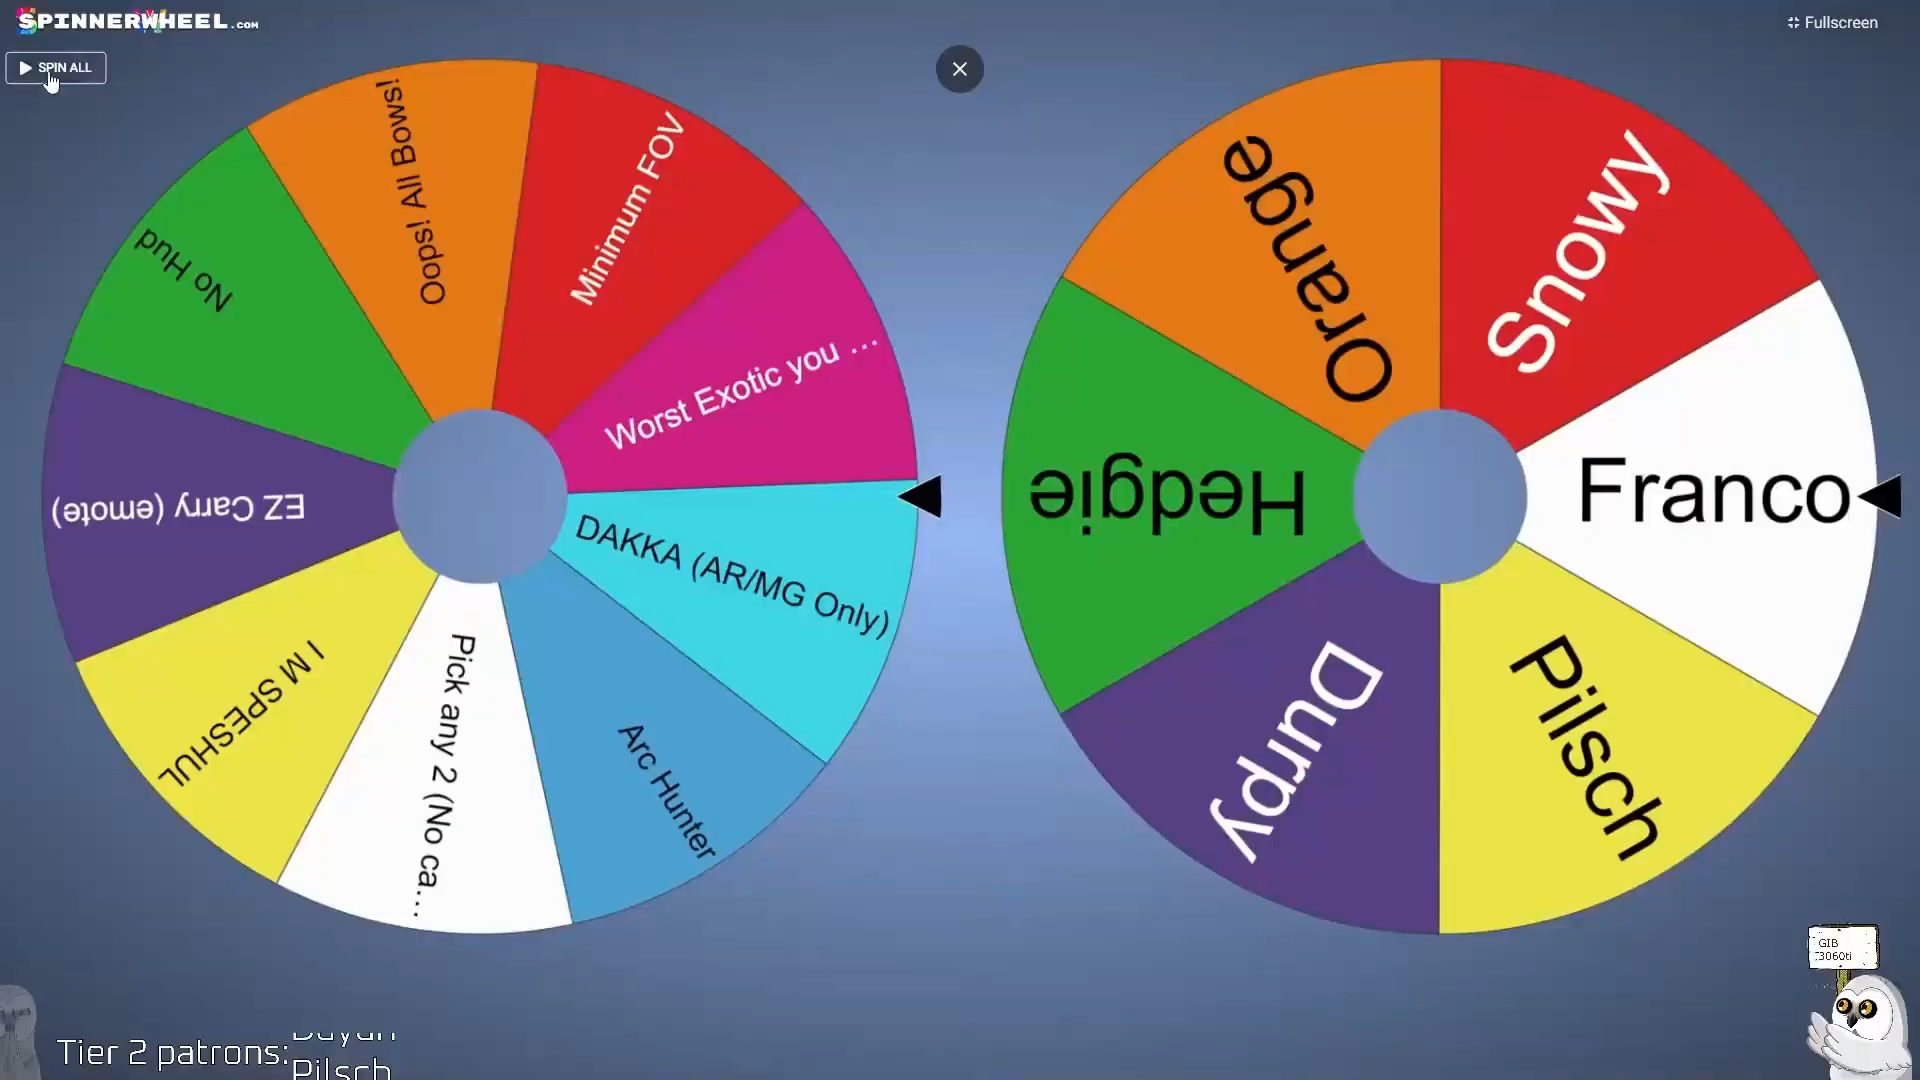 SPINNERWHEEL.COM
Fullscreen
SPIN ALL
Oops! All Bows!
Minimum FOV
No Hud
Worst Exotic you ...
EZ Carry (emote)
DAKKA (AR/MG Only)
I M SPESHUL
Pick any 2 (No ca...
Arc Hunter
Orange
Snowy
Hedgie
Franco
Durpy
Pilsch
GIB
3060ti
Tier 2 patrons:
Pilsch